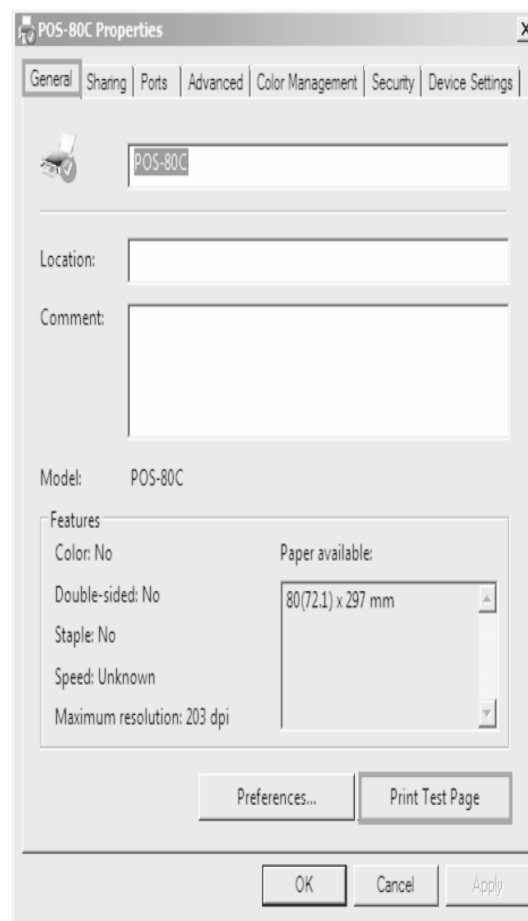 POS-80C Properties
General Sharing Ports Advanced Color Management Security Device Settings
POS-80C
Location:
Comment:
Model: POS-80C
Features
Color: No
Paper available:
Double-sided: No
80(72.1) x 297 mm
Staple: No
Speed: Unknown
Maximum resolution: 203 dpi
Preferences... Print Test Page
OK Cancel Apply